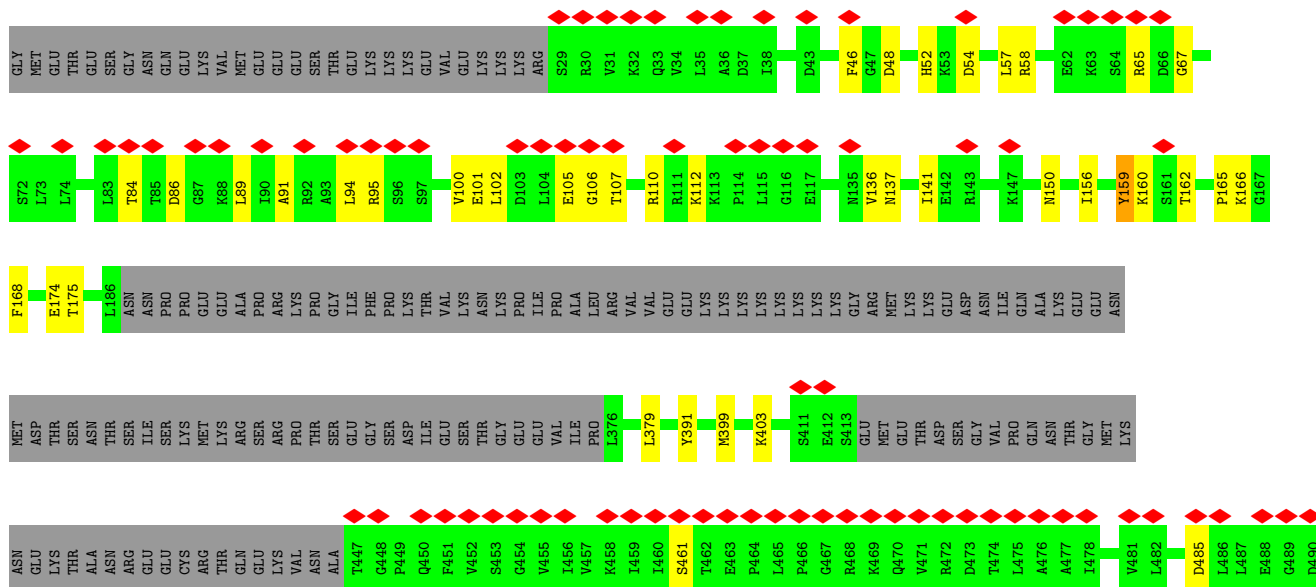 GLY MET GLU THR GLU SER GLY ASN GLN GLU LYS VAL MET GLU GLU GLU SER THR GLU LYS LYS LYS GLU VAL GLU LYS LYS LYS ARG S29 R30 V31 K32 Q33 V34 L35 A36 D37 I38 D43 F46 G47 D48 H52 K53 D54 L57 R58 E62 K63 S64 R65 D66 G67
S72 L73 L74 L83 T84 T85 D86 G87 K88 L89 I90 A91 R92 A93 L94 R95 S96 S97 V100 E101 L102 D103 L104 E105 G106 T107 R110 R111 K112 K113 P114 L115 G116 E117 N135 V136 N137 I141 E142 R143 K147 N150 I156 Y159 K160 S161 T162 P165 K166 G167
F168 E174 T175 L186 ASN ASN PRO PRO GLU GLU ALA PRO ARG LYS PRO GLY ILE PHE PRO LYS THR VAL LYS ASN LYS PRO ILE PRO ALA LEU ARG VAL VAL GLU GLU LYS LYS LYS LYS LYS LYS LYS LYS GLY ARG MET LYS LYS GLU ASP ASN ILE GLN ALA LYS GLU GLU ASN
MET ASP THR SER ASN THR SER ILE SER LYS MET LYS ARG SER ARG PRO THR SER GLU GLY SER ASP ILE GLU SER THR GLY GLU GLU VAL ILE PRO L376 L379 Y391 M399 K403 S411 E412 S413 GLU MET GLU THR ASP SER GLY VAL PRO GLN ASN THR GLY MET LYS
ASN GLU LYS THR ALA ASN ARG GLU GLU CYS ARG THR GLN GLU LYS VAL ASN ALA T447 G448 P449 Q450 F451 V452 S453 G454 V455 I456 V457 K458 I459 I460 S461 T462 E463 P464 L465 P466 G467 R468 K469 Q470 V471 R472 D473 T474 L475 A476 A477 I478 V481 L482 D485 L486 L487 E488 G489 D490